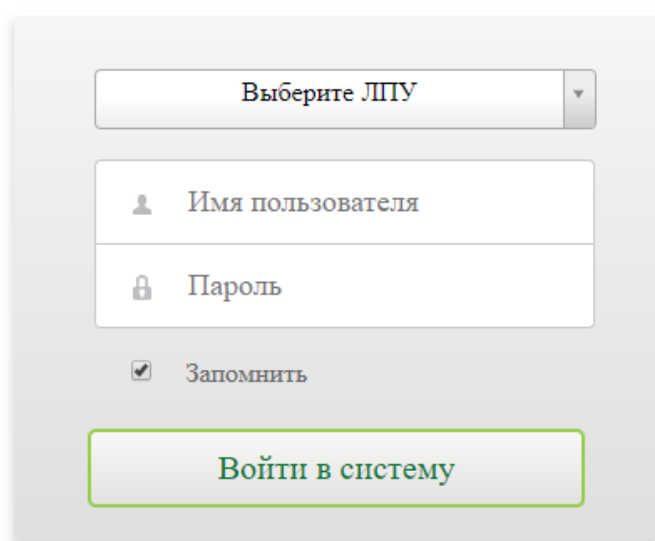 Выберите ЛПУ
Имя пользователя
Пароль
Запомнить
Войти в систему